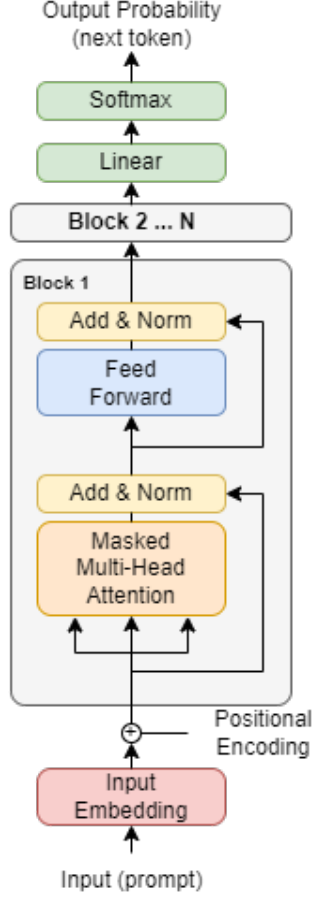 Output Probability
(next token)
Softmax
Linear
Block 2 ... N
Block 1
Add & Norm
Feed
Forward
Add & Norm
Masked
Multi-Head
Attention
Positional
Encoding
Input
Embedding
Input (prompt)